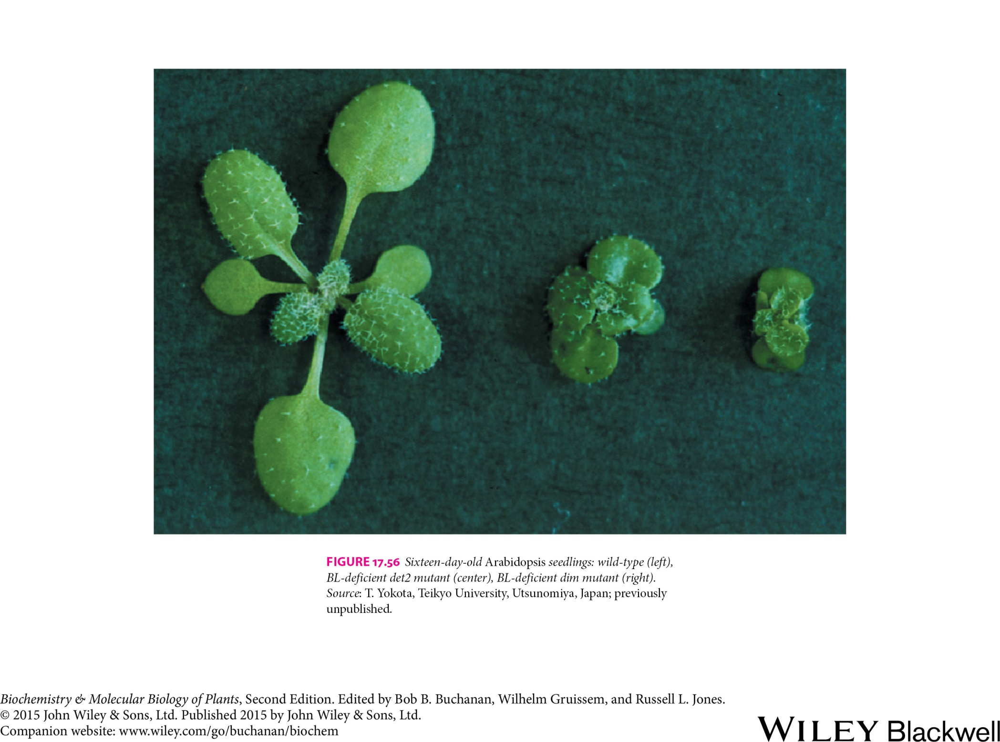 FIGURE 17.56 Sixteen-day-old Arabidopsis seedlings: wild-type (left),
BL-deficient det2 mutant (center), BL-deficient dim mutant (right).
Source: T. Yokota, Teikyo University, Utsunomiya, Japan; previously
unpublished.
Biochemistry & Molecular Biology of Plants, Second Edition. Edited by Bob B. Buchanan, Wilhelm Gruissem, and Russell L. Jones.
© 2015 John Wiley & Sons, Ltd. Published 2015 by John Wiley & Sons, Ltd.
Companion website: www.wiley.com/go/buchanan/biochem
WILEY Blackwell